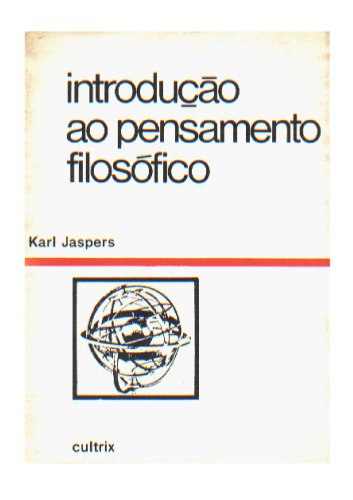 introdução
ao pensamento
filosófico
Karl Jaspers
cultrix